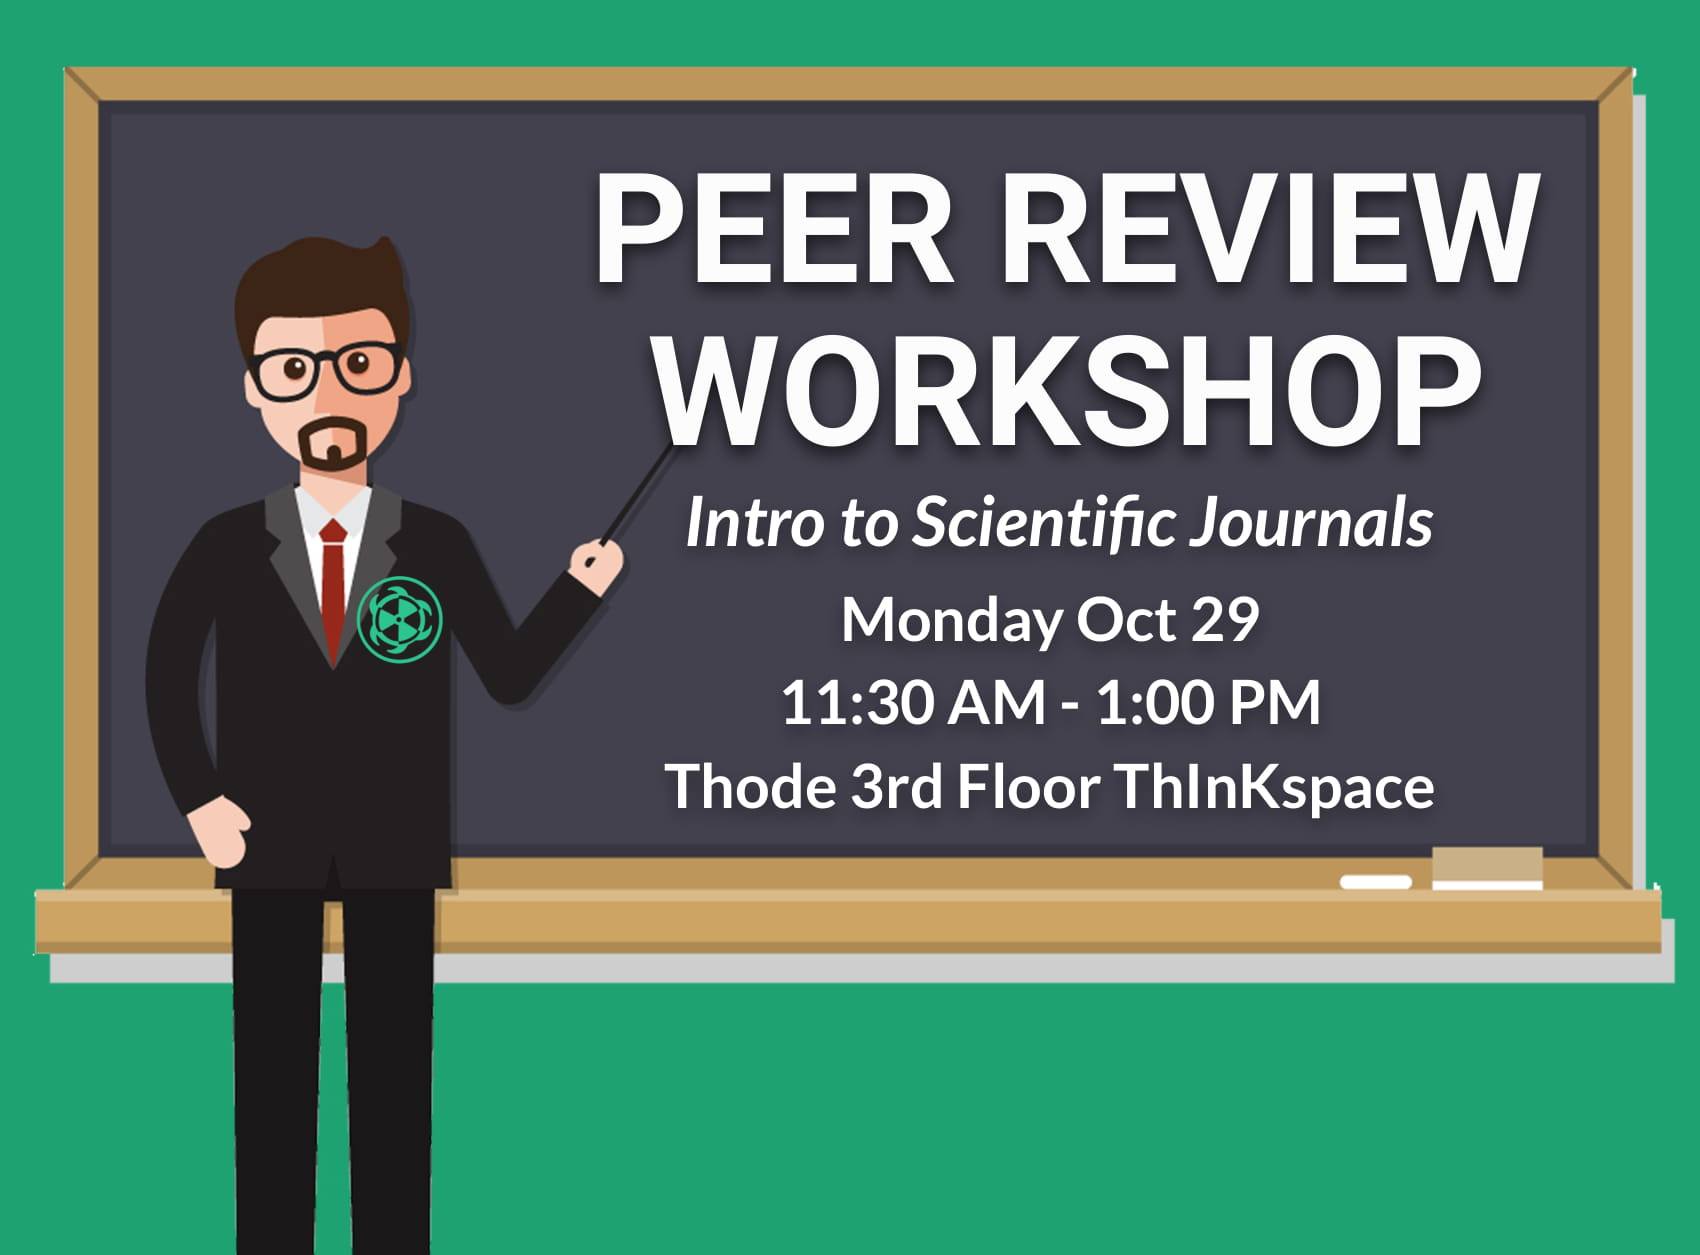 PEER REVIEW
WORKSHOP
Intro to Scientific Journals
Monday Oct 29
11:30 AM - 1:00 PM
Thode 3rd Floor ThInKspace